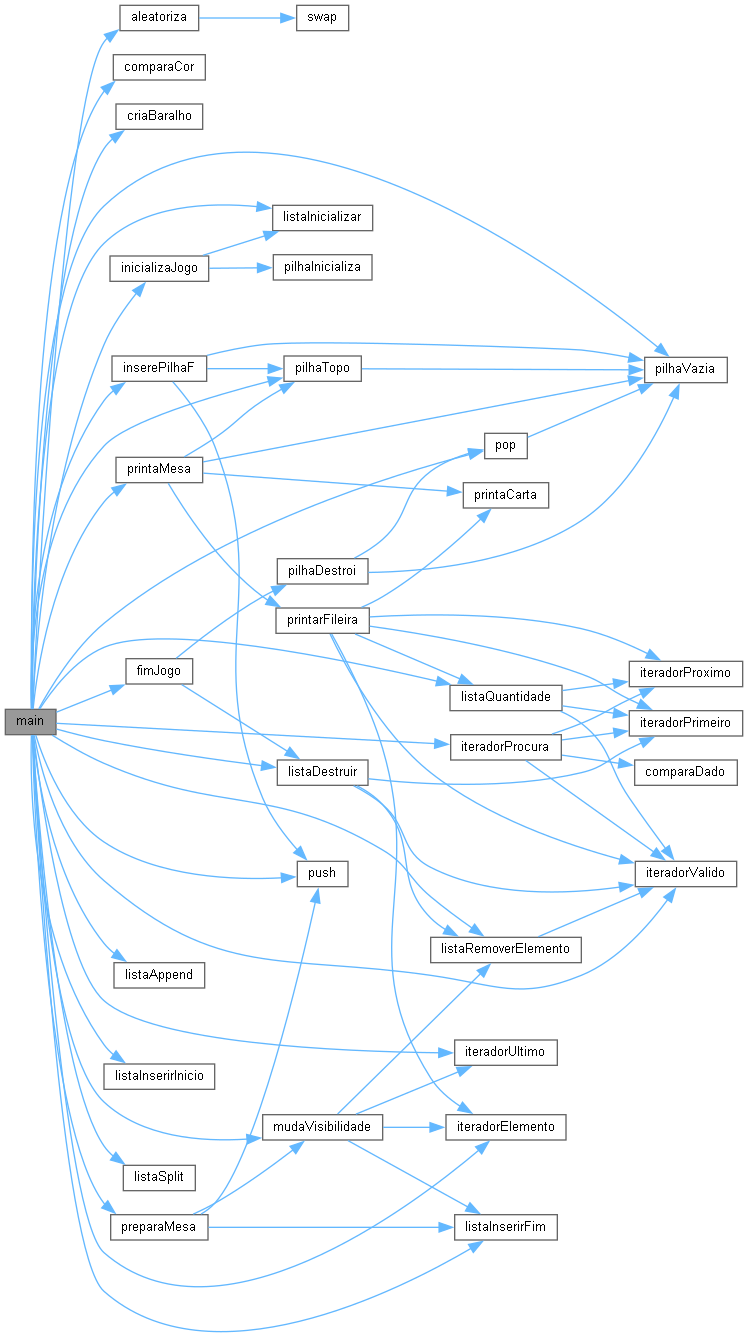 aleatoriza
swap
comparaCor
criaBaralho
listaInicializar
inicializaJogo
pilhaInicializa
inserePilhaF
pilhaTopo
pilhaVazia
pop
printaMesa
printaCarta
pilhaDestroi
printarFileira
fimJogo
iteradorProximo
listaQuantidade
main
iteradorPrimeiro
iteradorProcura
listaDestruir
comparaDado
push
iteradorValido
listaRemoverElemento
listaAppend
iteradorUltimo
listaInserirInicio
mudaVisibilidade
iteradorElemento
listaSplit
preparaMesa
listaInserirFim